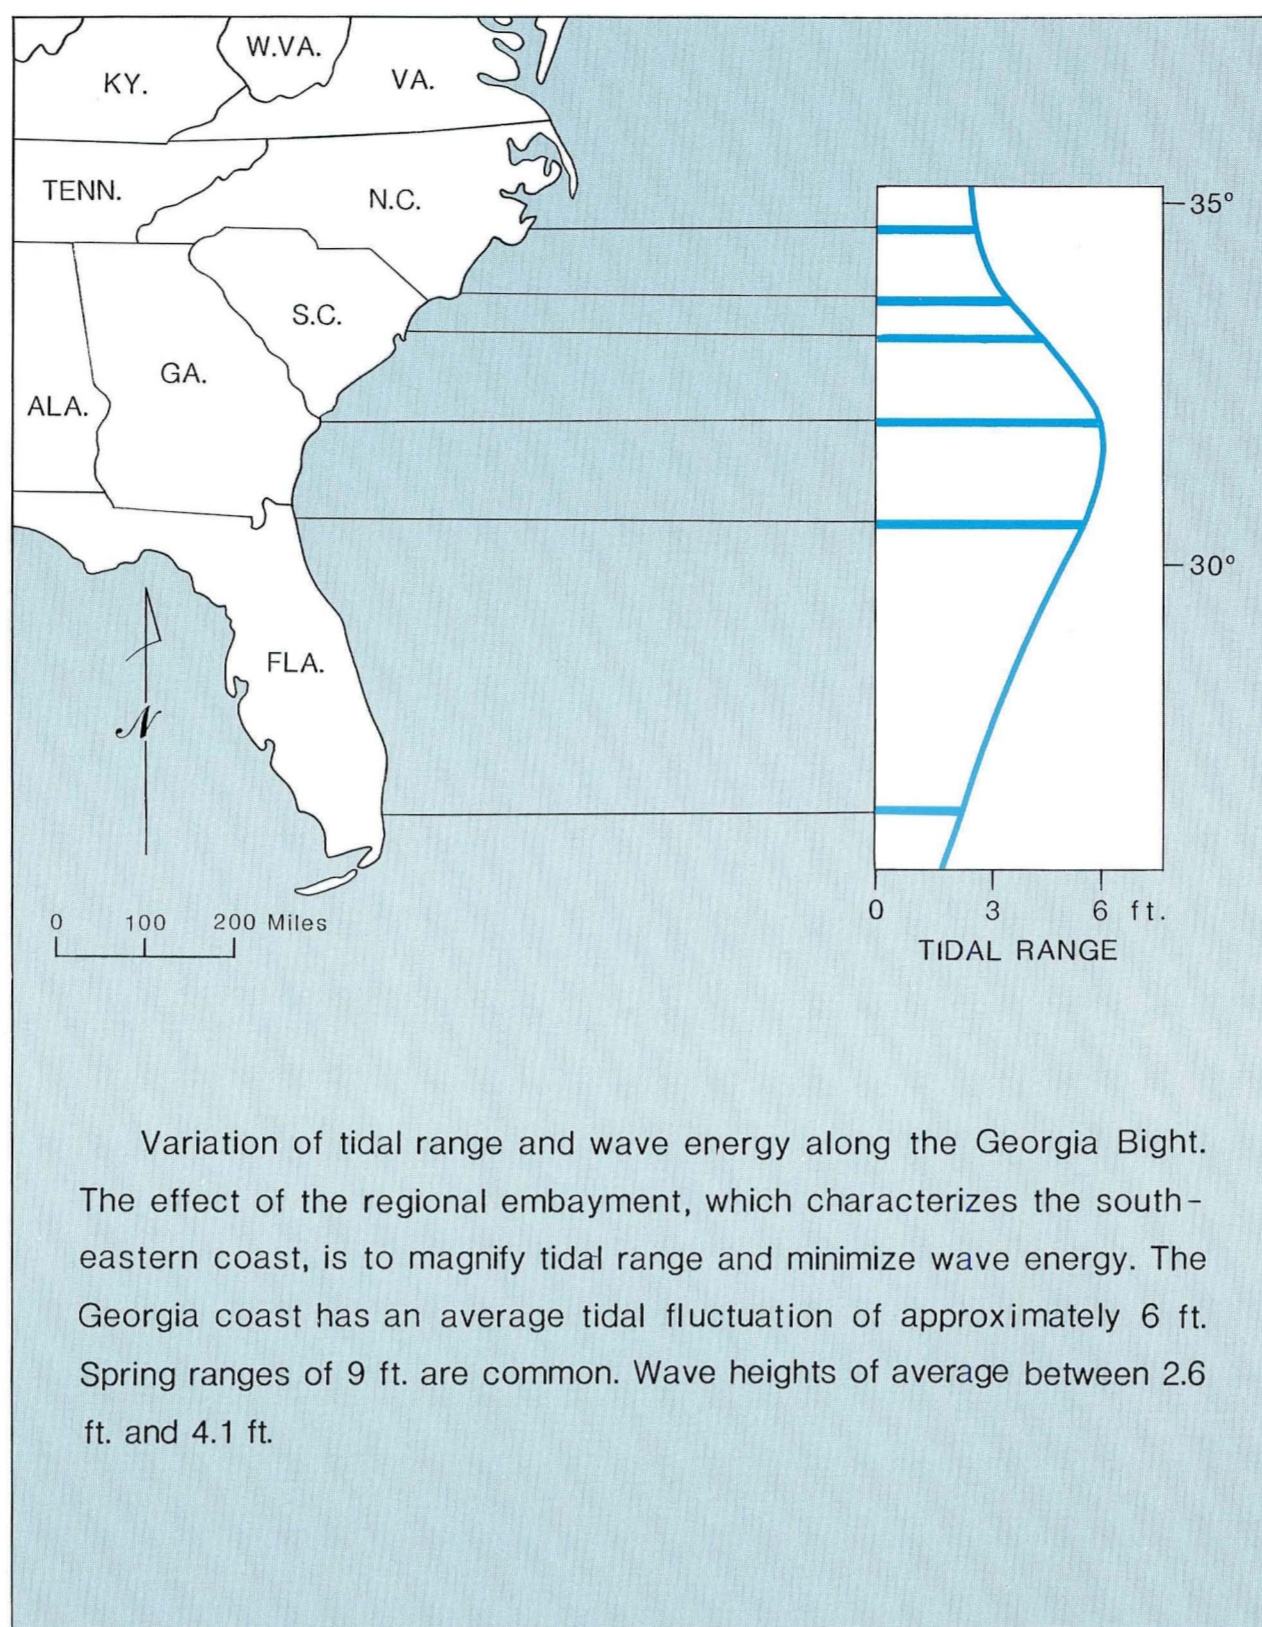 W.VA.
KY.
VA.
TENN.
N.C.
35°
S.C.
GA.
ALA.
30°
FLA.
N
0 100 200 Miles
0 3 6 ft.
TIDAL RANGE
Variation of tidal range and wave energy along the Georgia Bight.
The effect of the regional embayment, which characterizes the south-
eastern coast, is to magnify tidal range and minimize wave energy. The
Georgia coast has an average tidal fluctuation of approximately 6 ft.
Spring ranges of 9 ft. are common. Wave heights of average between 2.6
ft. and 4.1 ft.